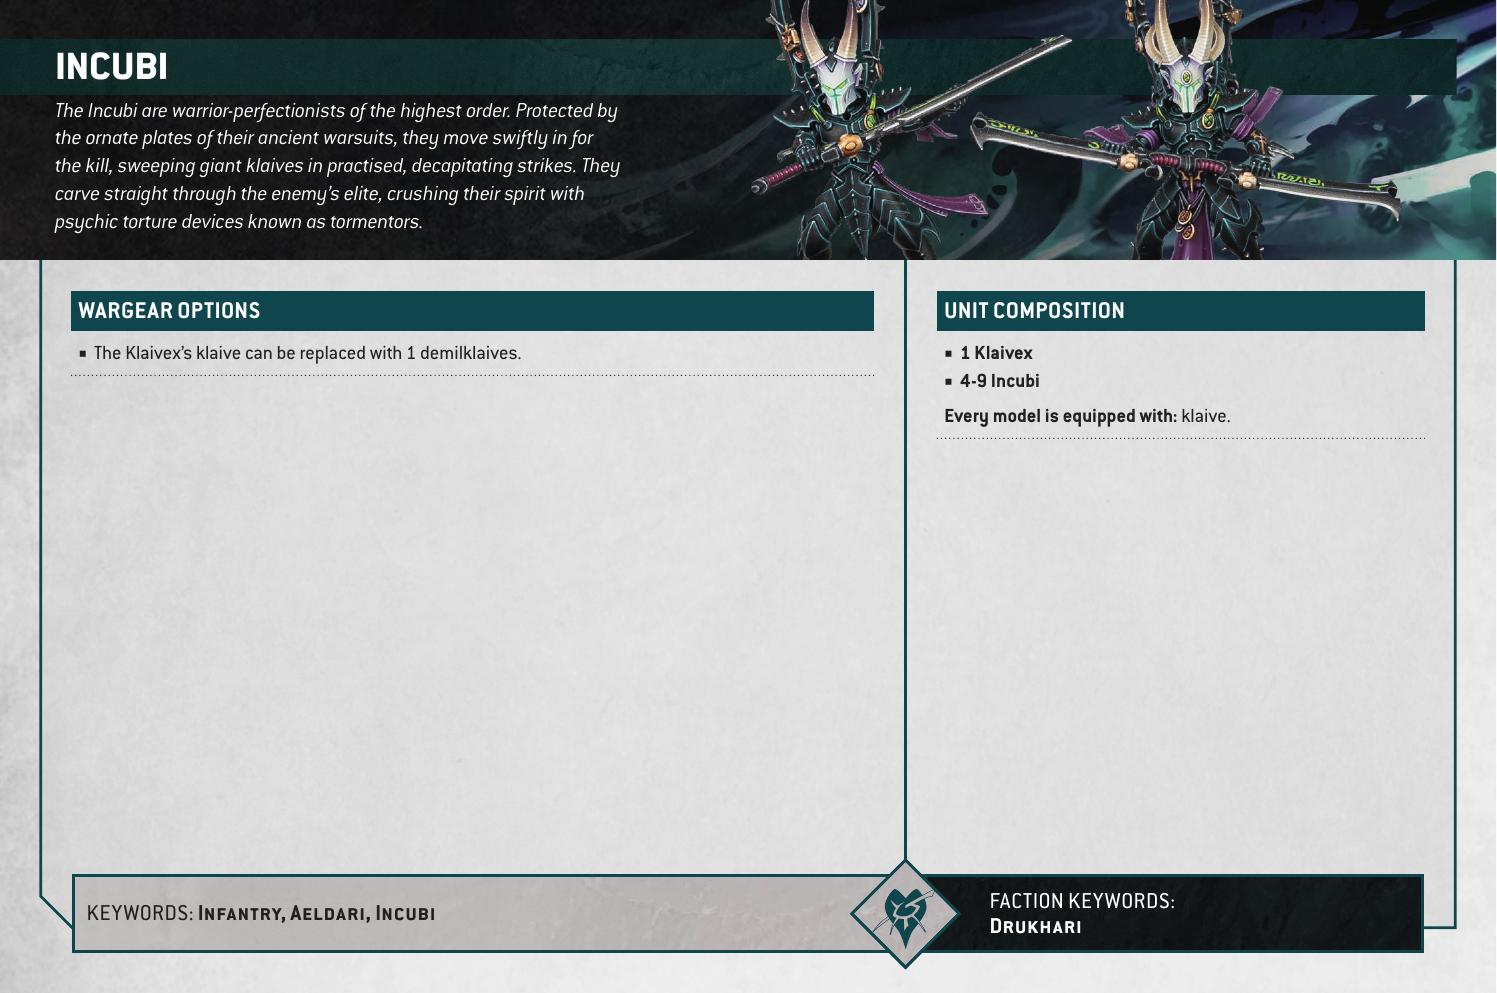 INCUBI
The Incubi are warrior-perfectionists of the highest order. Protected by
the ornate plates of their ancient warsuits, they move swiftly in for
the kill, sweeping giant klaives in practised, decapitating strikes. They
carve straight through the enemy's elite, crushing their spirit with
psychic torture devices known as tormentors.
WARGEAR OPTIONS
▪ The Klaivex's klaive can be replaced with 1 demilklaives.
UNIT COMPOSITION
▪ 1 Klaivex
▪ 4-9 Incubi
Every model is equipped with: klaive.
KEYWORDS: INFANTRY, AELDARI, INCUBI
FACTION KEYWORDS:
DRUKHARI